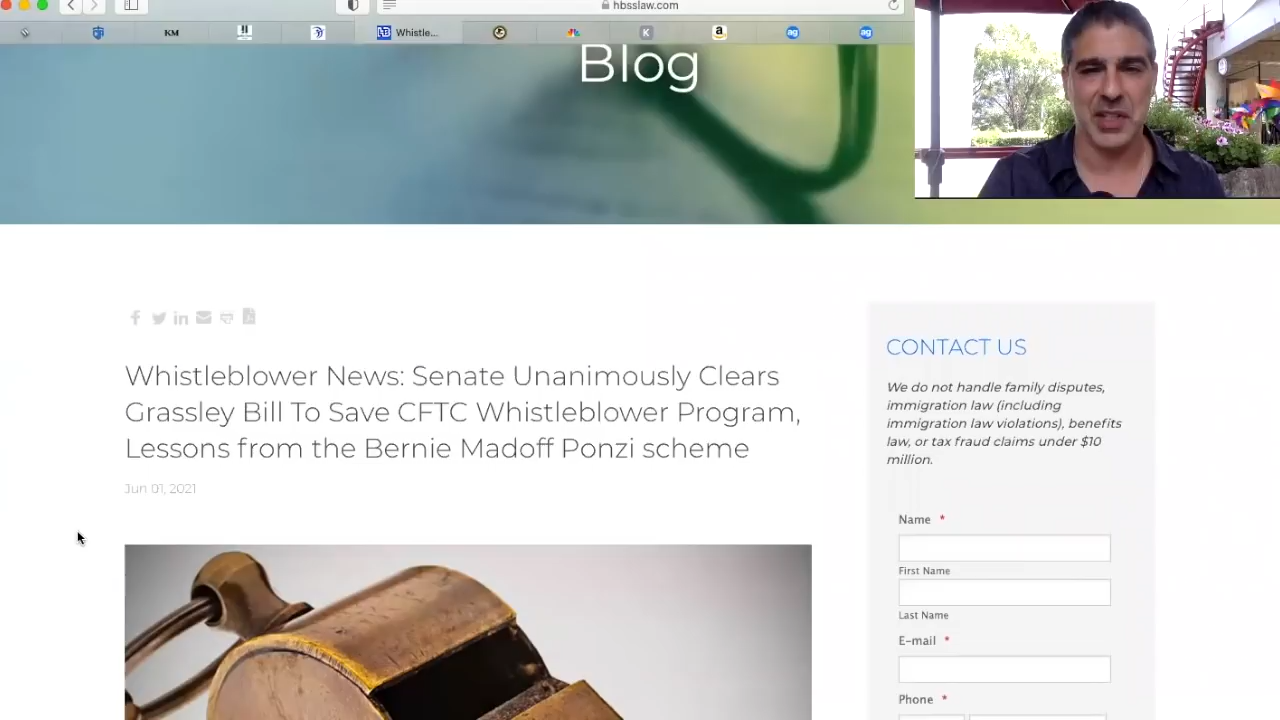 hbsslaw.com
KM
Whistle...
K
a
ag
ag
Blog
Whistleblower News: Senate Unanimously Clears
Grassley Bill To Save CFTC Whistleblower Program,
Lessons from the Bernie Madoff Ponzi scheme
Jun 01, 2021
CONTACT US
We do not handle family disputes,
immigration law (including
immigration law violations), benefits
law, or tax fraud claims under $10
million.
Name *
First Name
Last Name
E-mail *
Phone *